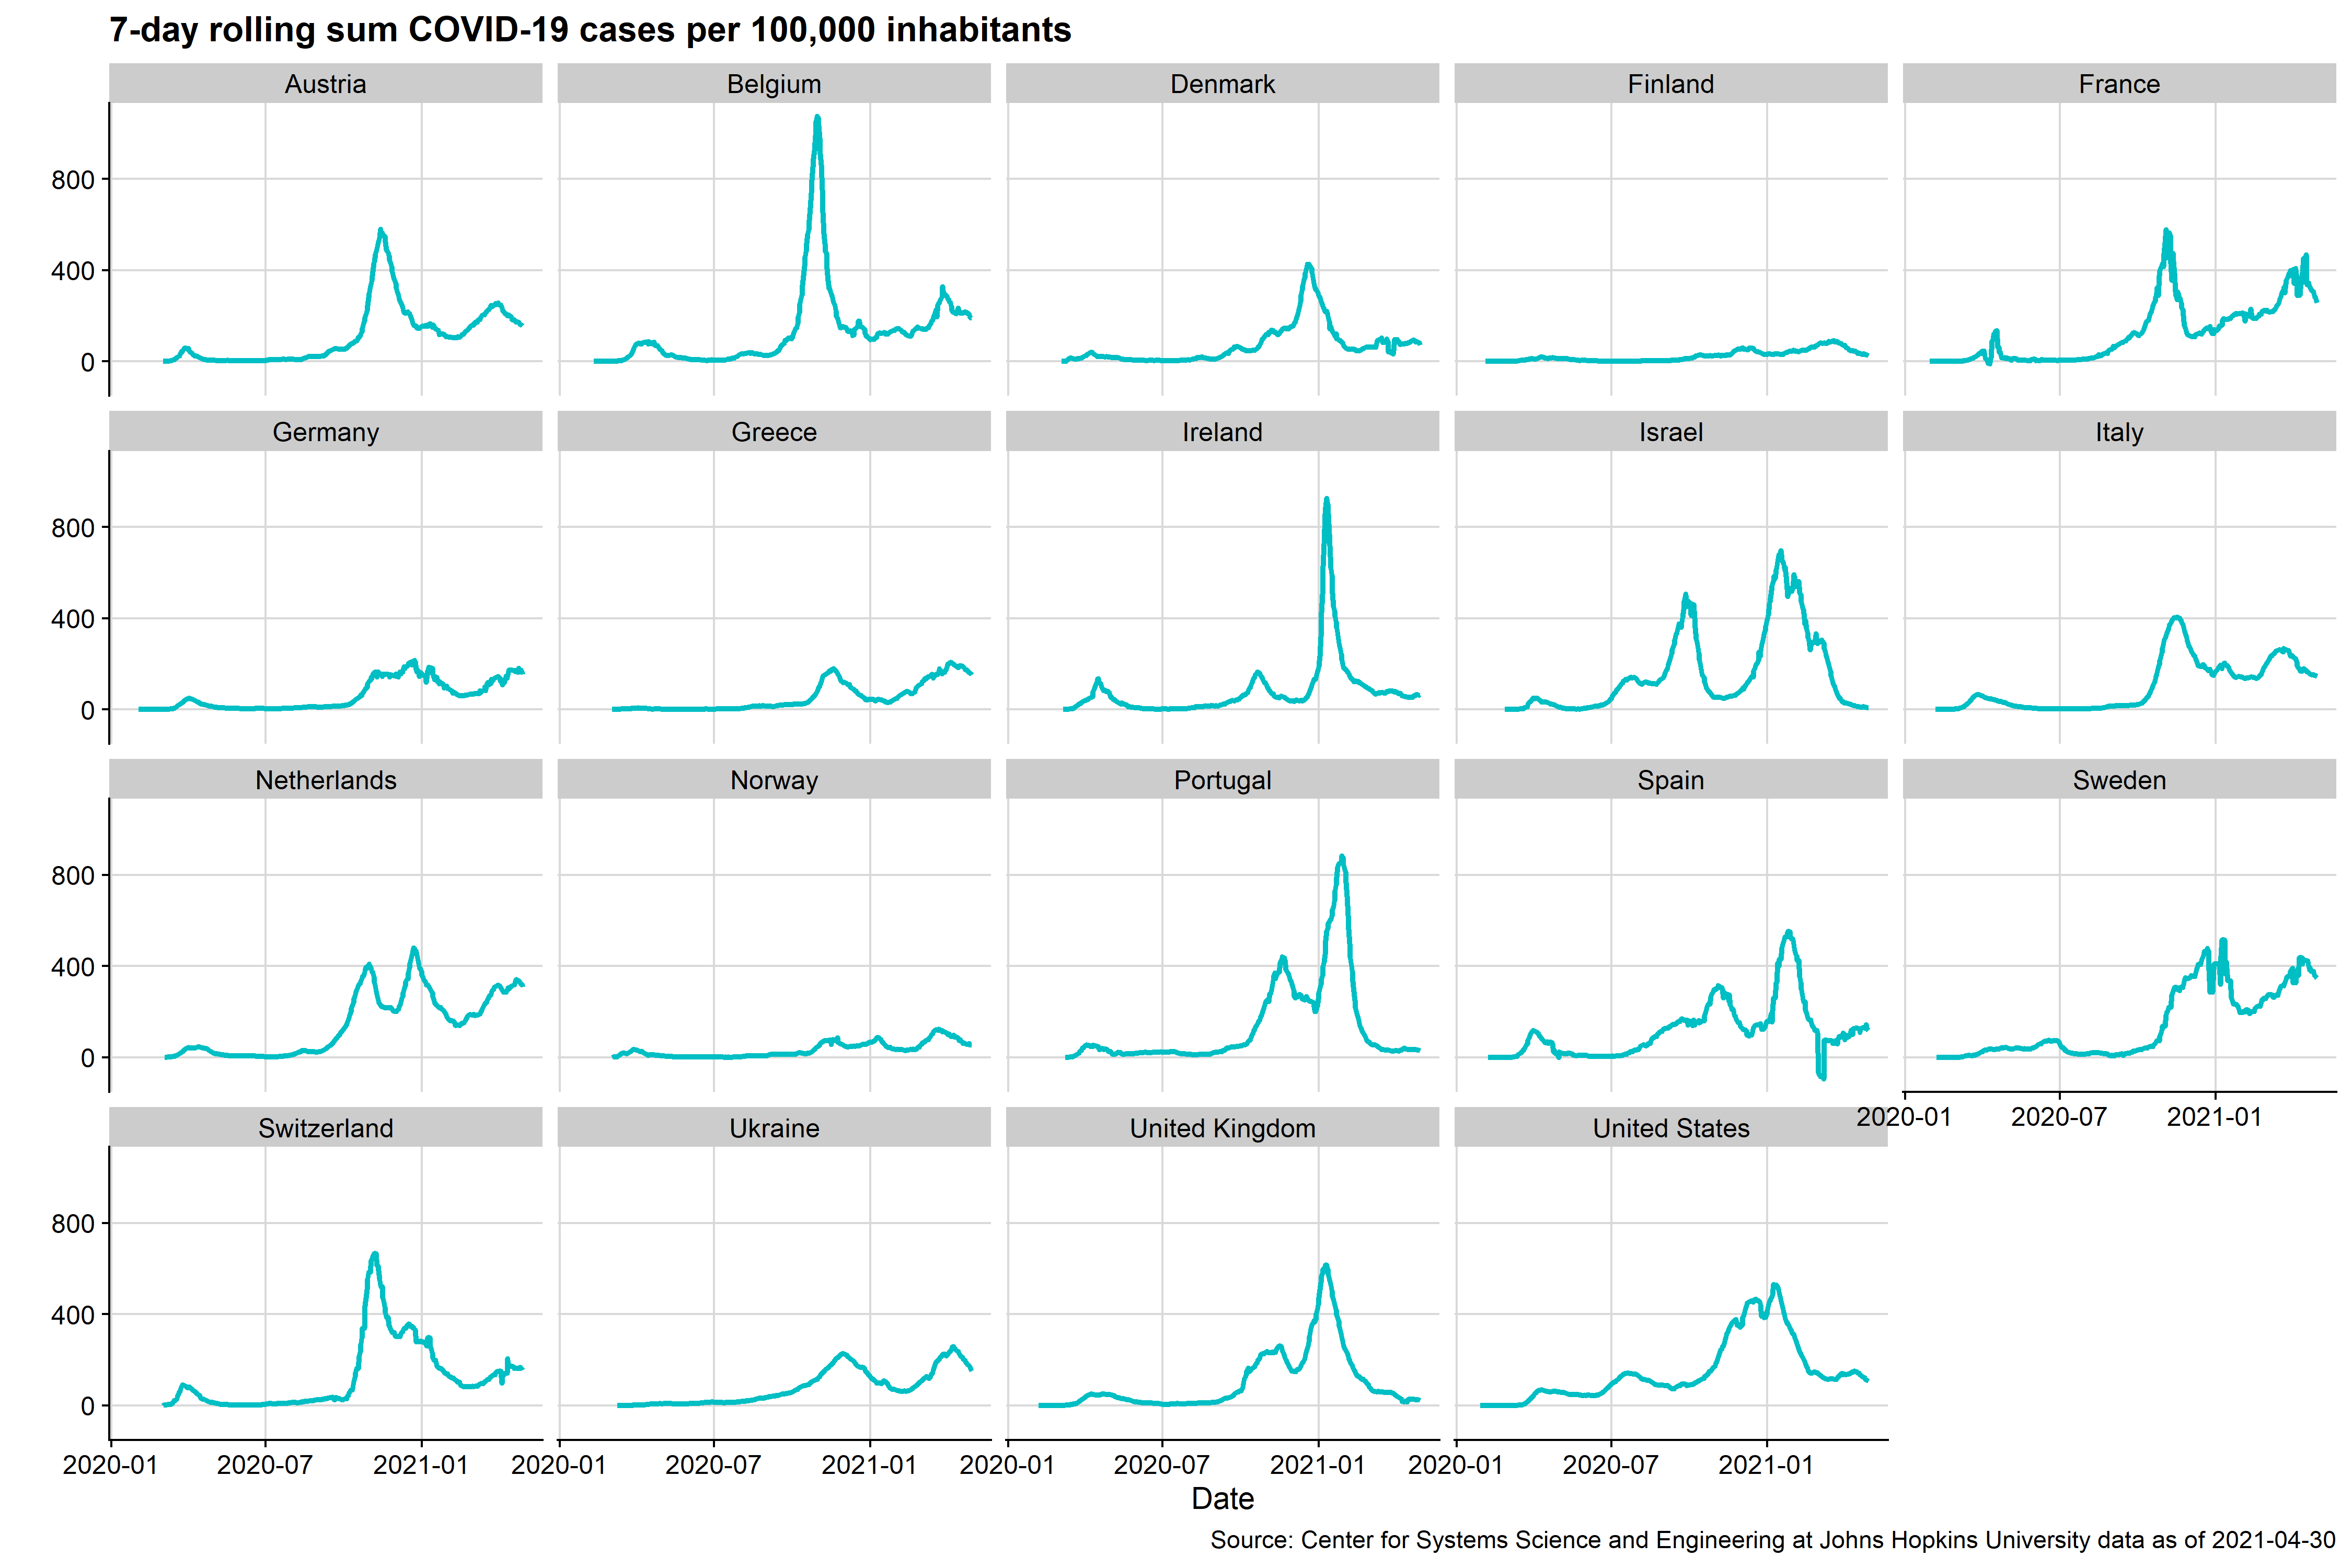 7-day rolling sum COVID-19 cases per 100,000 inhabitants
Austria Belgium Denmark Finland France
800
400
0
Germany Greece Ireland Israel Italy
800
400
0
Netherlands Norway Portugal Spain Sweden
800
400
0
2020-01 2020-07 2021-01
Switzerland Ukraine United Kingdom United States
800
400
0
2020-01 2020-07 2021-01 2020-01 2020-07 2021-01 2020-01 2020-07 2021-01 2020-01 2020-07 2021-01
Date
Source: Center for Systems Science and Engineering at Johns Hopkins University data as of 2021-04-30